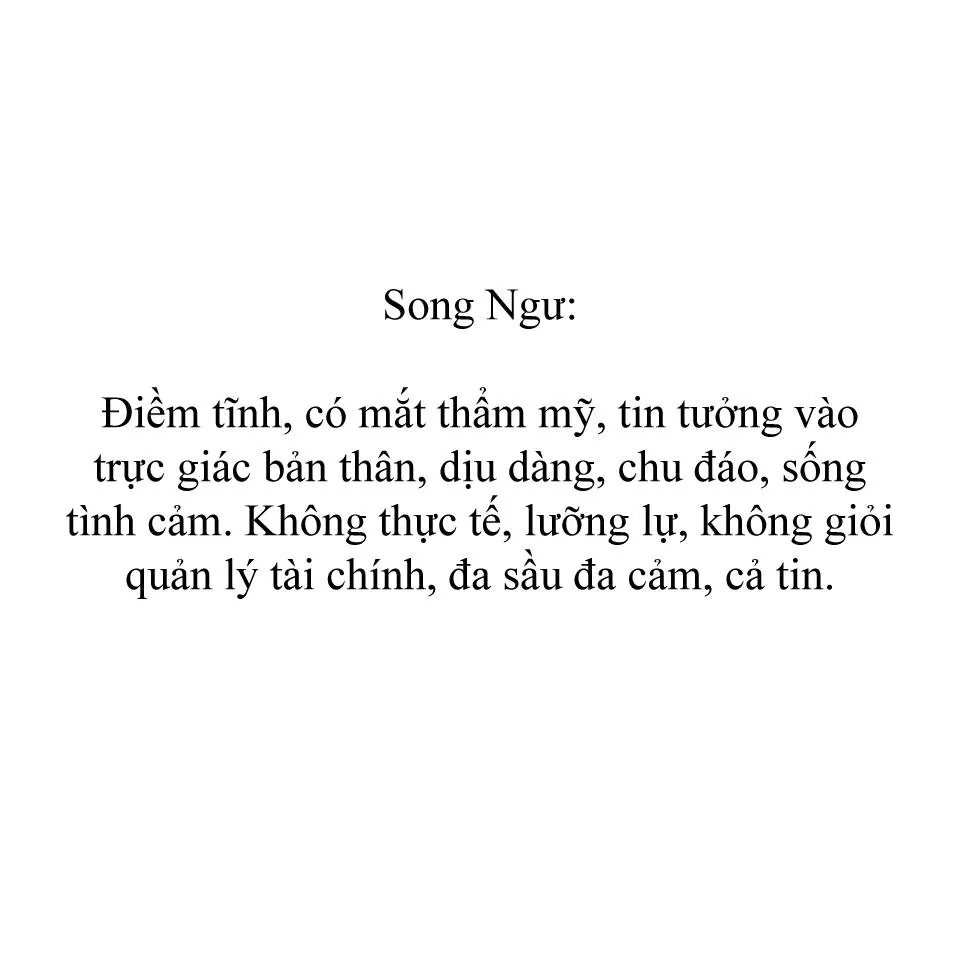 Song Ngư:
Điềm tĩnh, có mắt thẩm mỹ, tin tưởng vào
trực giác bản thân, dịu dàng, chu đáo, sống
tình cảm. Không thực tế, lưỡng lự, không giỏi
quản lý tài chính, đa sầu đa cảm, cả tin.